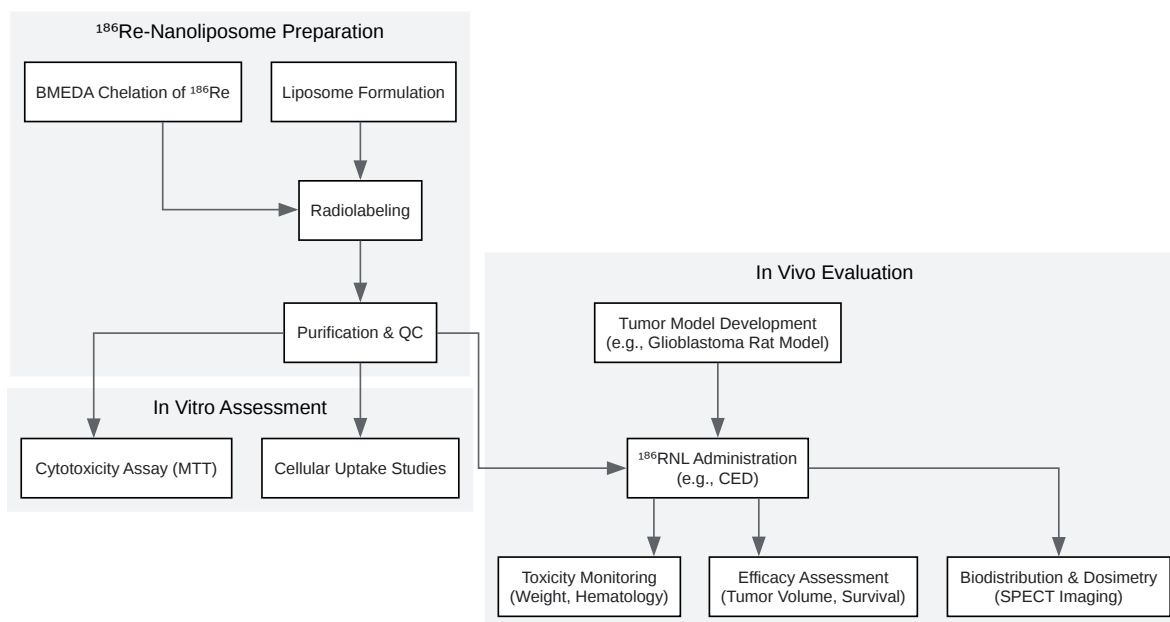 ¹⁸⁶Re-Nanoliposome Preparation
BMEDA Chelation of ¹⁸⁶Re
Liposome Formulation
Radiolabeling
Purification & QC
In Vitro Assessment
Cytotoxicity Assay (MTT)
Cellular Uptake Studies
In Vivo Evaluation
Tumor Model Development
(e.g., Glioblastoma Rat Model)
¹⁸⁶RNL Administration
(e.g., CED)
Toxicity Monitoring
(Weight, Hematology)
Efficacy Assessment
(Tumor Volume, Survival)
Biodistribution & Dosimetry
(SPECT Imaging)